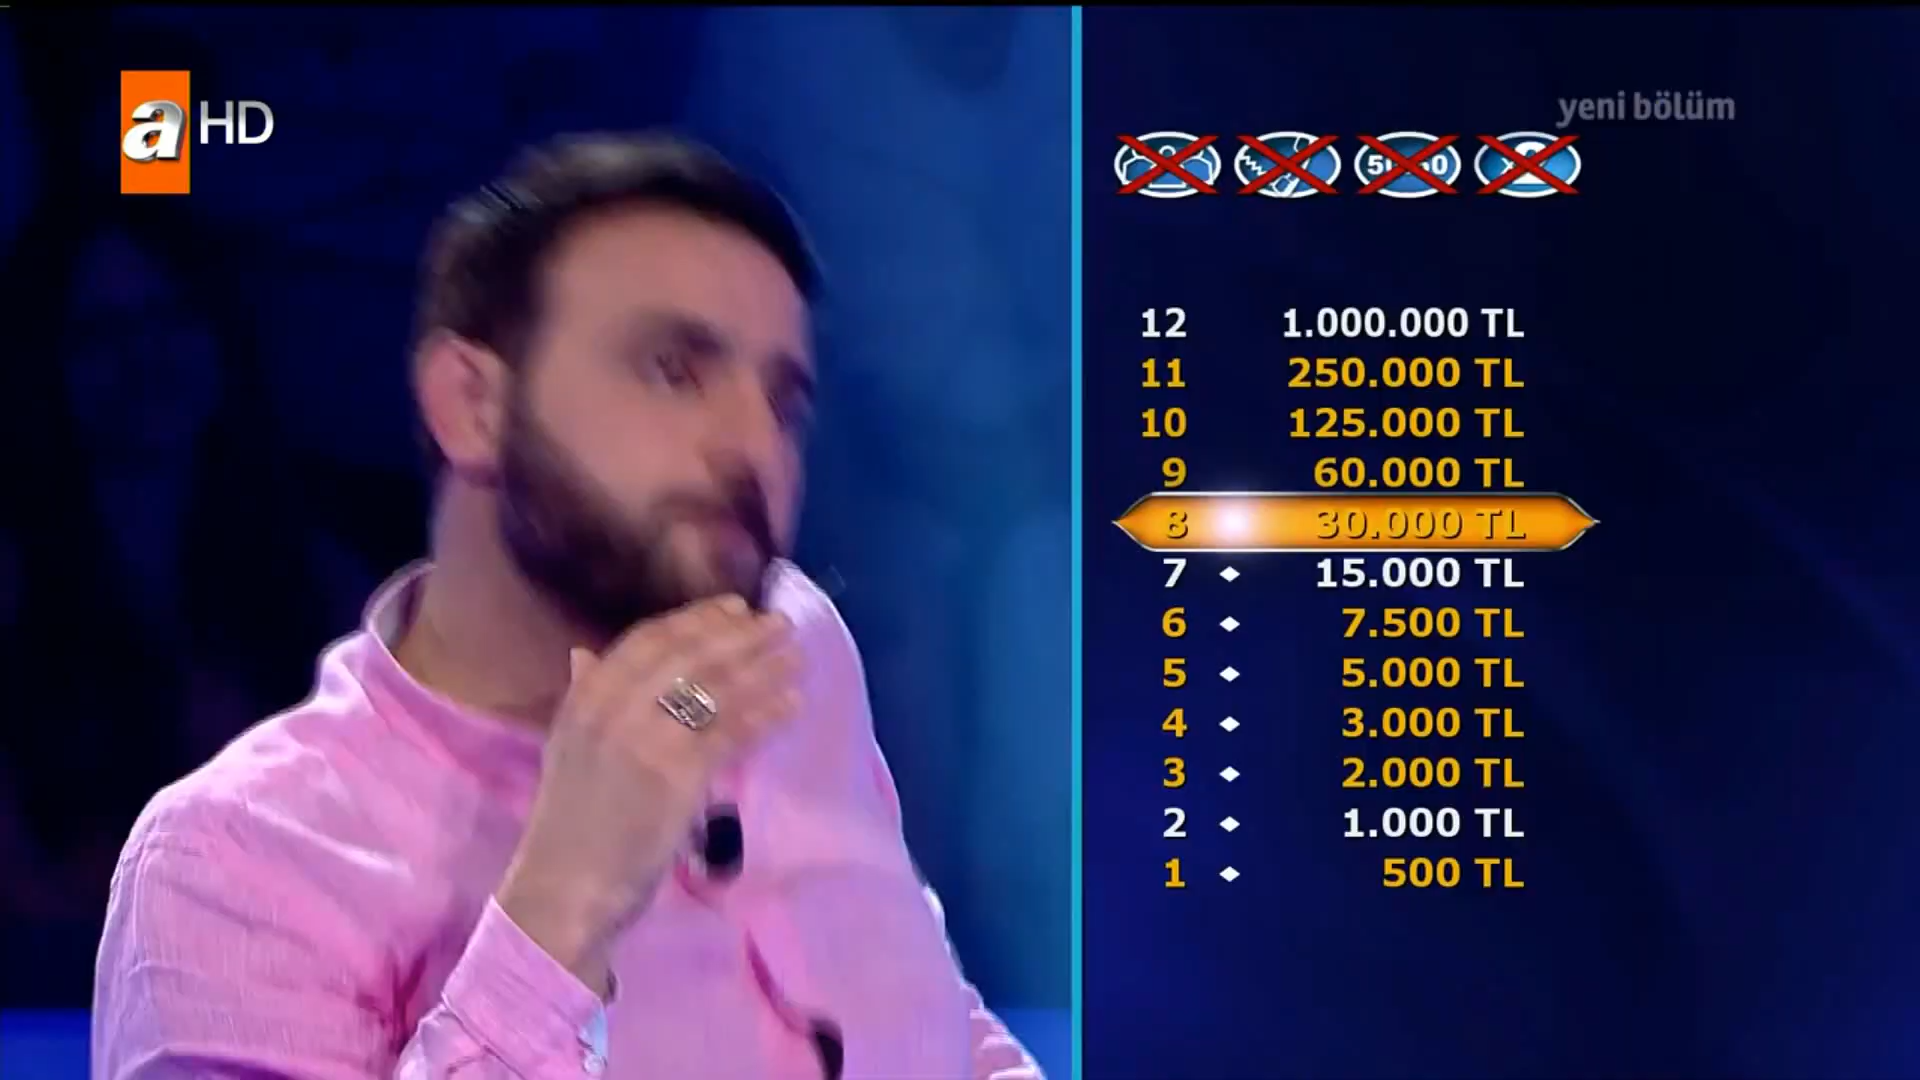 a HD
yeni bölüm
12 1.000.000 TL
11 250.000 TL
10 125.000 TL
9 60.000 TL
8 30.000 TL
7 15.000 TL
6 7.500 TL
5 5.000 TL
4 3.000 TL
3 2.000 TL
2 1.000 TL
1 500 TL